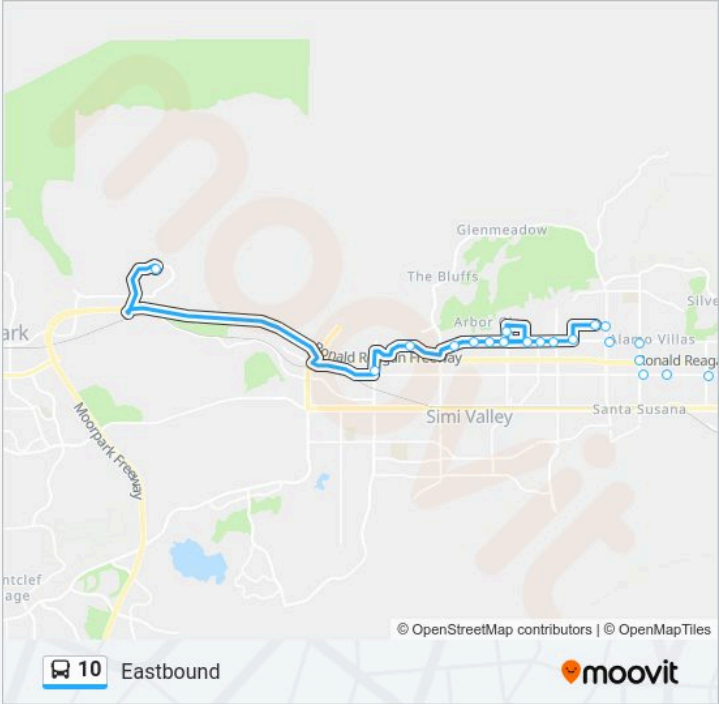 Glenmeadow
The Bluffs
Silve
Arbor
ark
Alamo Villas
Ronald Reagan Freeway
Ronald Reaga
Moorpark Freeway
Simi Valley
Santa Susana
ntclef
age
© OpenStreetMap contributors | © OpenMapTiles
10 Eastbound
moovit